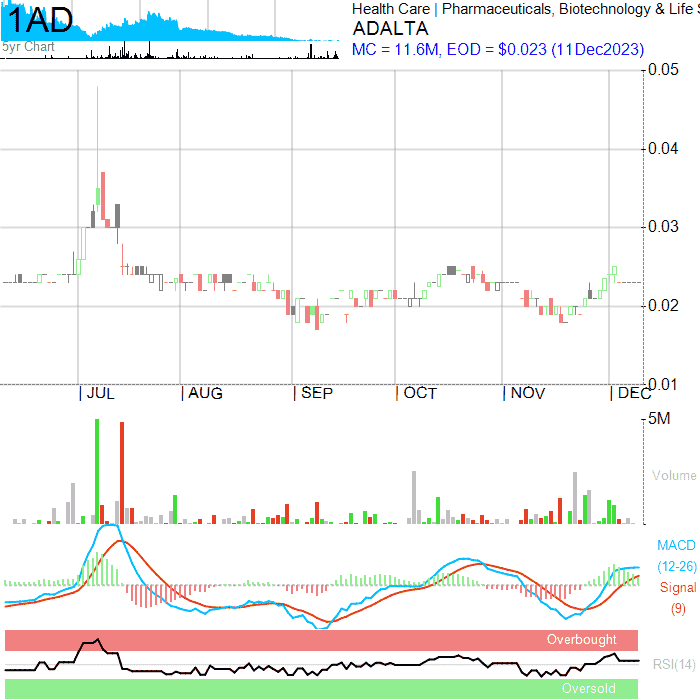 1AD
5yr Chart
Health Care | Pharmaceuticals, Biotechnology & Life S
ADALTA
MC = 11.6M, EOD = $0.023 (11Dec2023)
0.05
0.04
0.03
0.02
0.01
| JUL | AUG | SEP | OCT | NOV | DEC
5M
Volume
MACD
(12-26)
Signal
(9)
Overbought
RSI(14)
Oversold